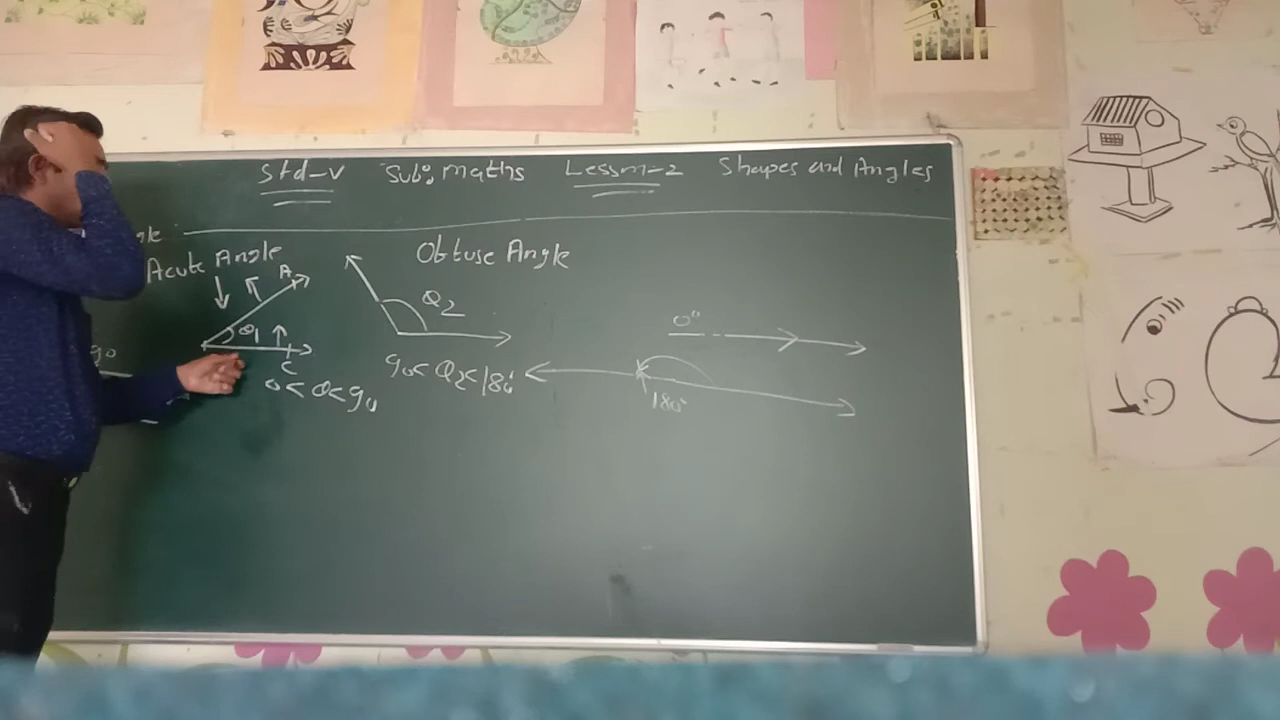 Std-V Sub: maths Lesson-2 Shapes and Angles
Acute Angle
Obtuse Angle
A
θ1
C
0<θ<90
θ2
90<θ2<180°
0°
180°
90